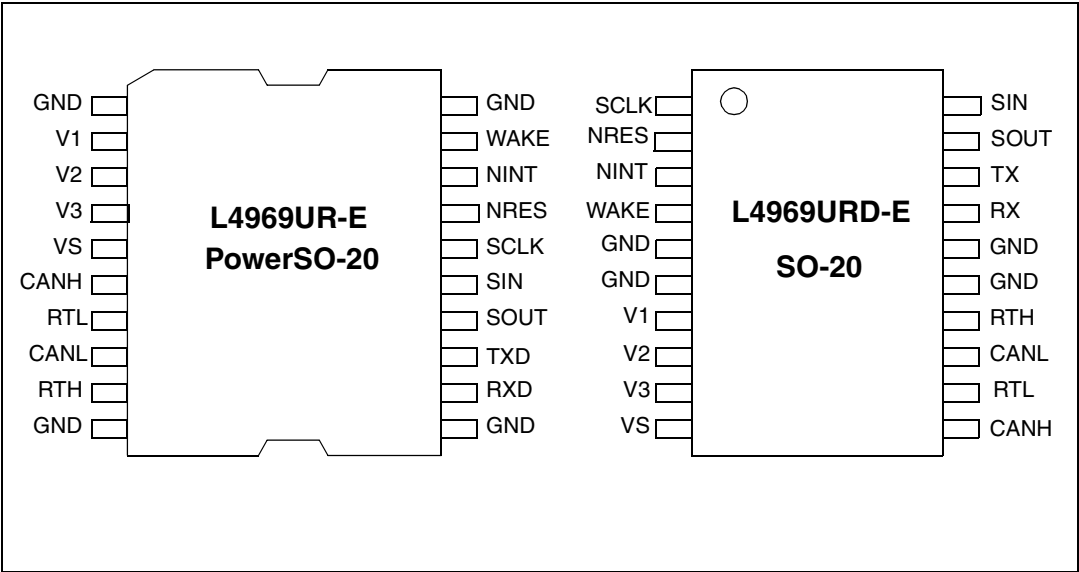 GND
V1
V2
V3
VS
CANH
RTL
CANL
RTH
GND
L4969UR-E
PowerSO-20
GND
WAKE
NINT
NRES
SCLK
SIN
SOUT
TXD
RXD
GND
SCLK
NRES
NINT
WAKE
GND
GND
V1
V2
V3
VS
L4969URD-E
SO-20
SIN
SOUT
TX
RX
GND
GND
RTH
CANL
RTL
CANH